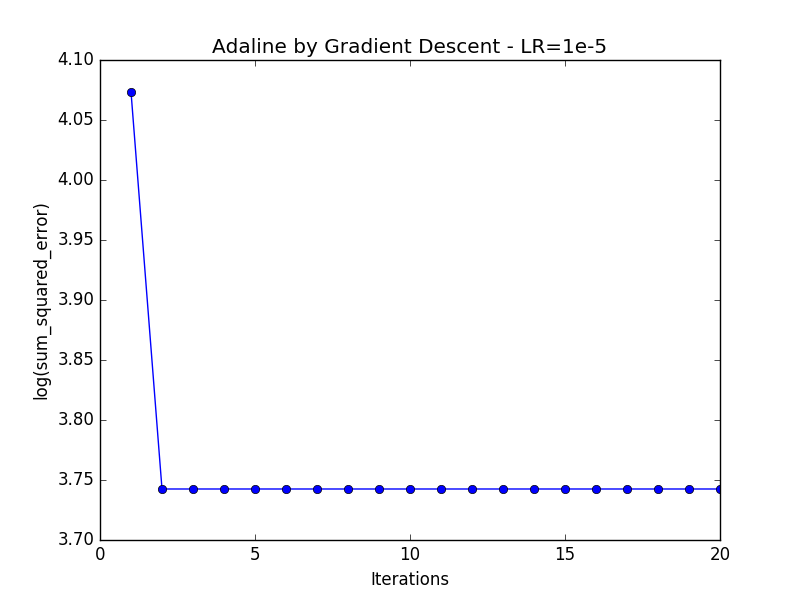 Adaline by Gradient Descent - LR=1e-5
4.10
4.05
4.00
3.95
3.90
3.85
3.80
3.75
3.70
log(sum_squared_error)
0 5 10 15 20
Iterations